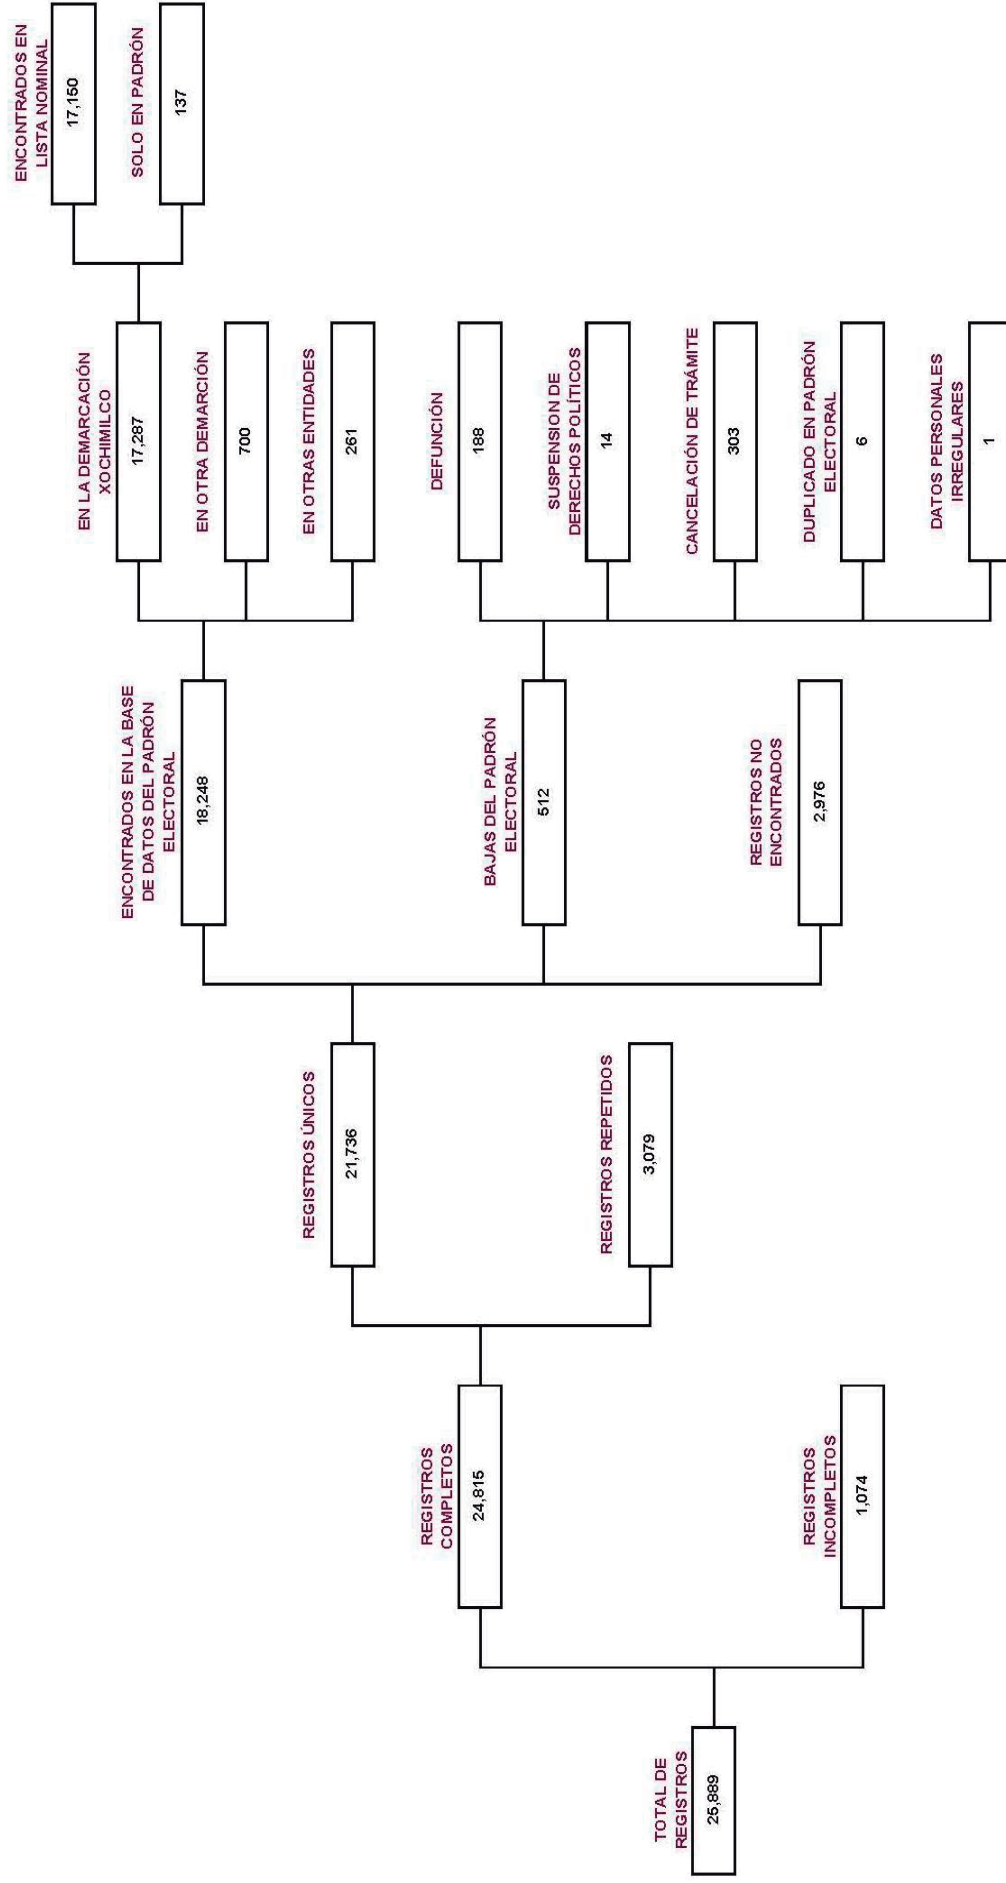 TOTAL DE
REGISTROS
25,889
REGISTROS
COMPLETOS
24,815
REGISTROS
INCOMPLETOS
1,074
REGISTROS ÚNICOS
21,736
REGISTROS REPETIDOS
3,079
ENCONTRADOS EN LA BASE
DE DATOS DEL PADRÓN
ELECTORAL
18,248
BAJAS DEL PADRÓN
ELECTORAL
512
REGISTROS NO
ENCONTRADOS
2,976
EN LA DEMARCACIÓN
XOCHIMILCO
17,287
EN OTRA DEMARCIÓN
700
EN OTRAS ENTIDADES
261
DEFUNCIÓN
188
SUSPENSION DE
DERECHOS POLÍTICOS
14
CANCELACIÓN DE TRÁMITE
303
DUPLICADO EN PADRÓN
ELECTORAL
6
DATOS PERSONALES
IRREGULARES
1
ENCONTRADOS EN
LISTA NOMINAL
17,150
SOLO EN PADRÓN
137